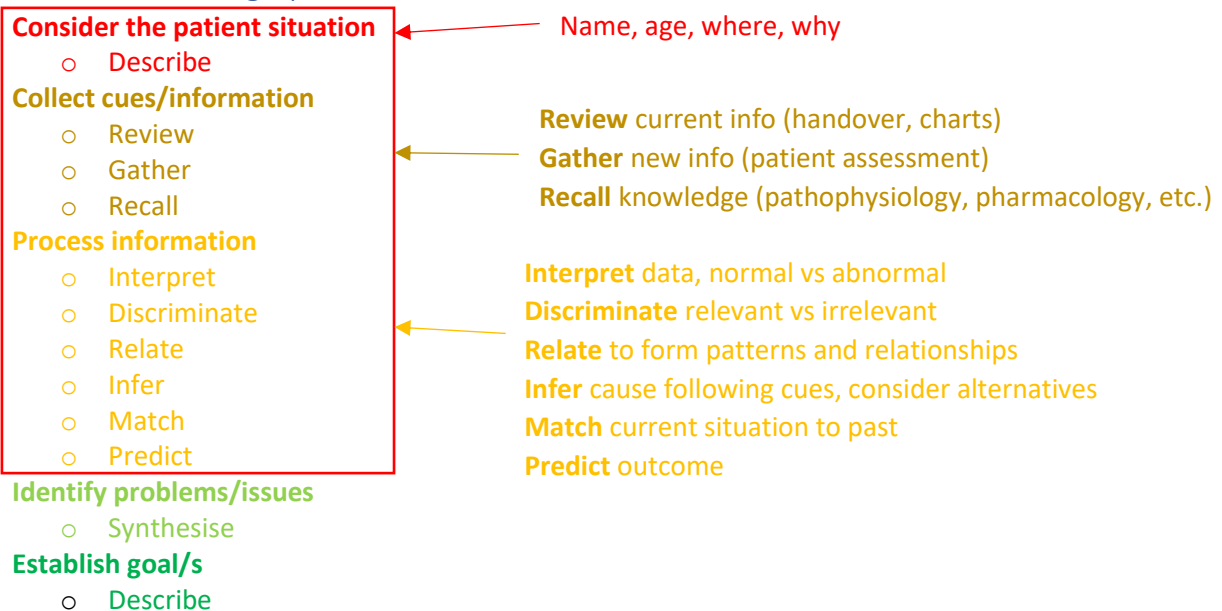 Consider the patient situation
o Describe
Collect cues/information
o Review
o Gather
o Recall
Process information
o Interpret
o Discriminate
o Relate
o Infer
o Match
o Predict
Identify problems/issues
o Synthesise
Establish goal/s
o Describe
Name, age, where, why
Review current info (handover, charts)
Gather new info (patient assessment)
Recall knowledge (pathophysiology, pharmacology, etc.)
Interpret data, normal vs abnormal
Discriminate relevant vs irrelevant
Relate to form patterns and relationships
Infer cause following cues, consider alternatives
Match current situation to past
Predict outcome